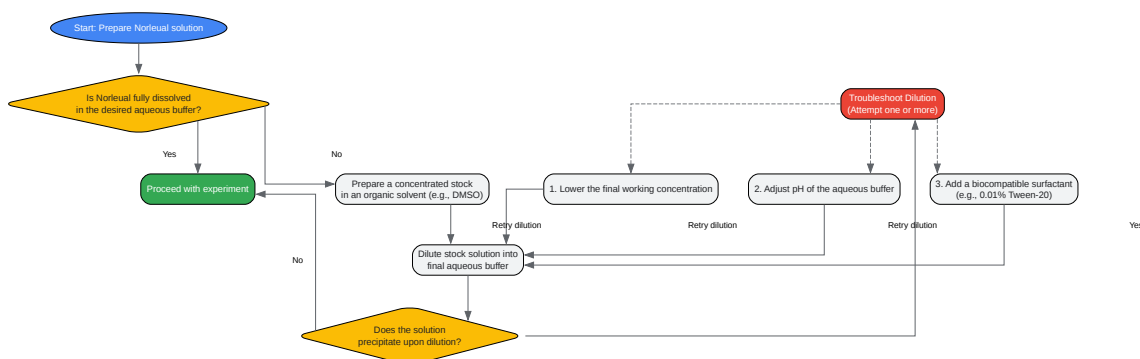 Start: Prepare Norleual solution
Is Norleual fully dissolved
in the desired aqueous buffer?
Troubleshoot Dilution
(Attempt one or more)
Yes
No
Proceed with experiment
Prepare a concentrated stock
in an organic solvent (e.g., DMSO)
1. Lower the final working concentration
2. Adjust pH of the aqueous buffer
3. Add a biocompatible surfactant
(e.g., 0.01% Tween-20)
Retry dilution
Retry dilution
Retry dilution
Yes
Dilute stock solution into
final aqueous buffer
No
Does the solution
precipitate upon dilution?